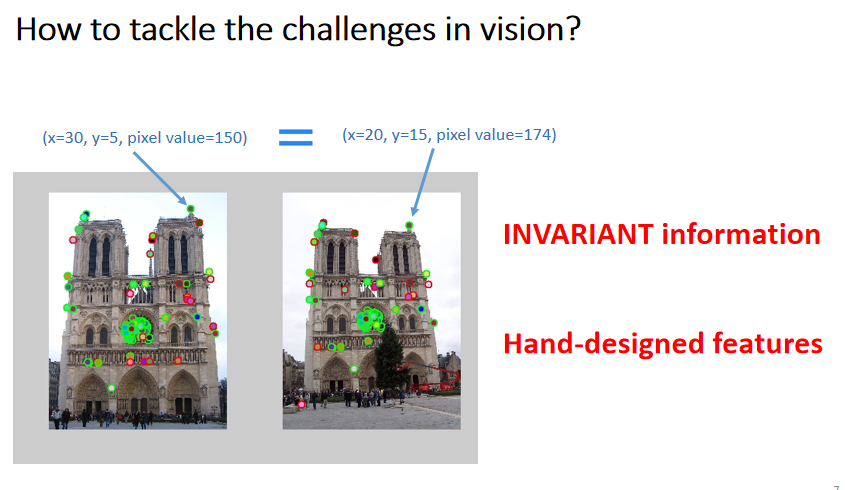 How to tackle the challenges in vision?
(x=30, y=5, pixel value=150)
(x=20, y=15, pixel value=174)
INVARIANT information
Hand-designed features
7